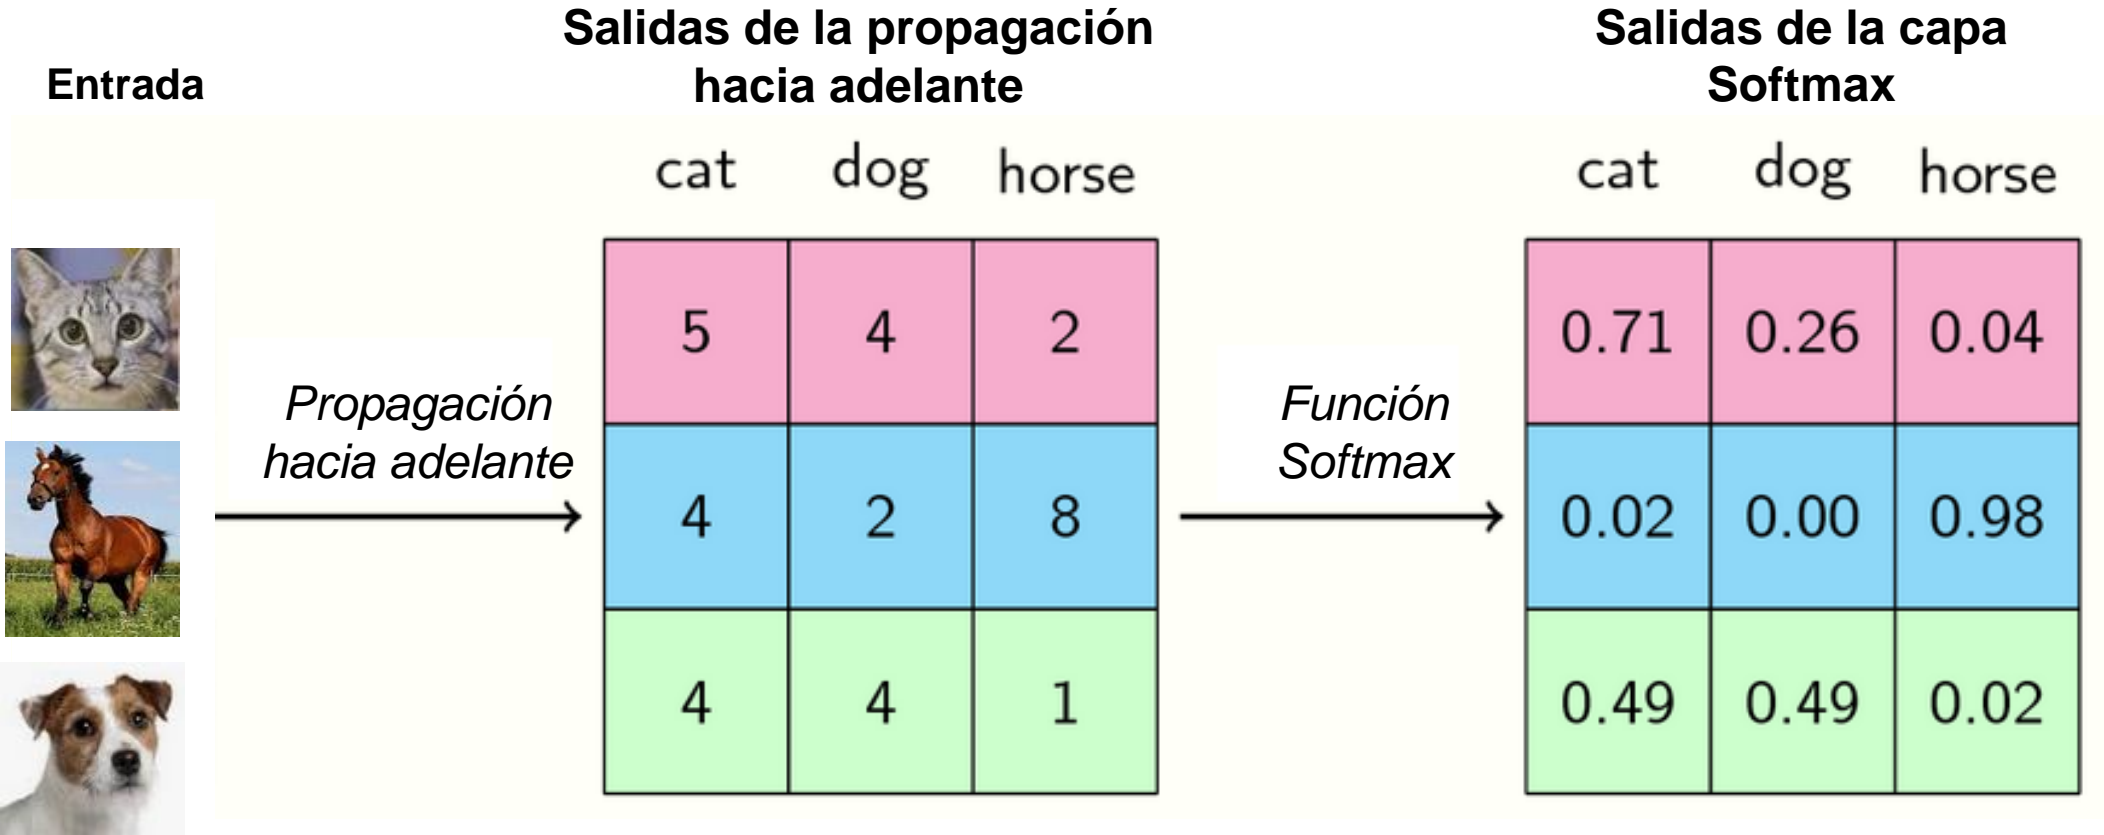 Salidas de la propagación
hacia adelante
Salidas de la capa
Softmax
Entrada
cat dog horse
cat dog horse
5 4 2
0.71 0.26 0.04
Propagación
hacia adelante
Función
Softmax
4 2 8
0.02 0.00 0.98
4 4 1
0.49 0.49 0.02